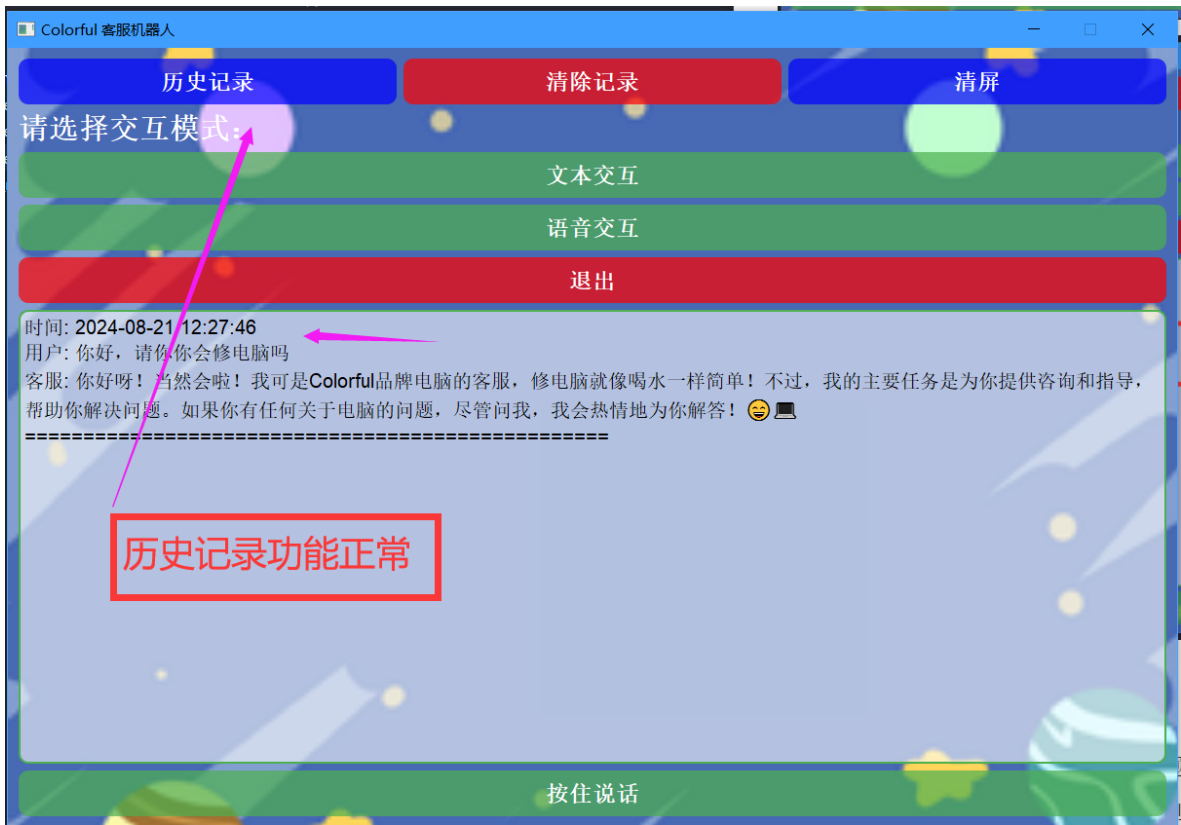 Colorful 客服机器人
历史记录
清除记录
清屏
请选择交互模式：
文本交互
语音交互
退出
时间: 2024-08-21 12:27:46
用户: 你好，请你你会修电脑吗
客服: 你好呀！当然会啦！我可是Colorful品牌电脑的客服，修电脑就像喝水一样简单！不过，我的主要任务是为你提供咨询和指导，
帮助你解决问题。如果你有任何关于电脑的问题，尽管问我，我会热情地为你解答！😄💻
==================================================
历史记录功能正常
按住说话